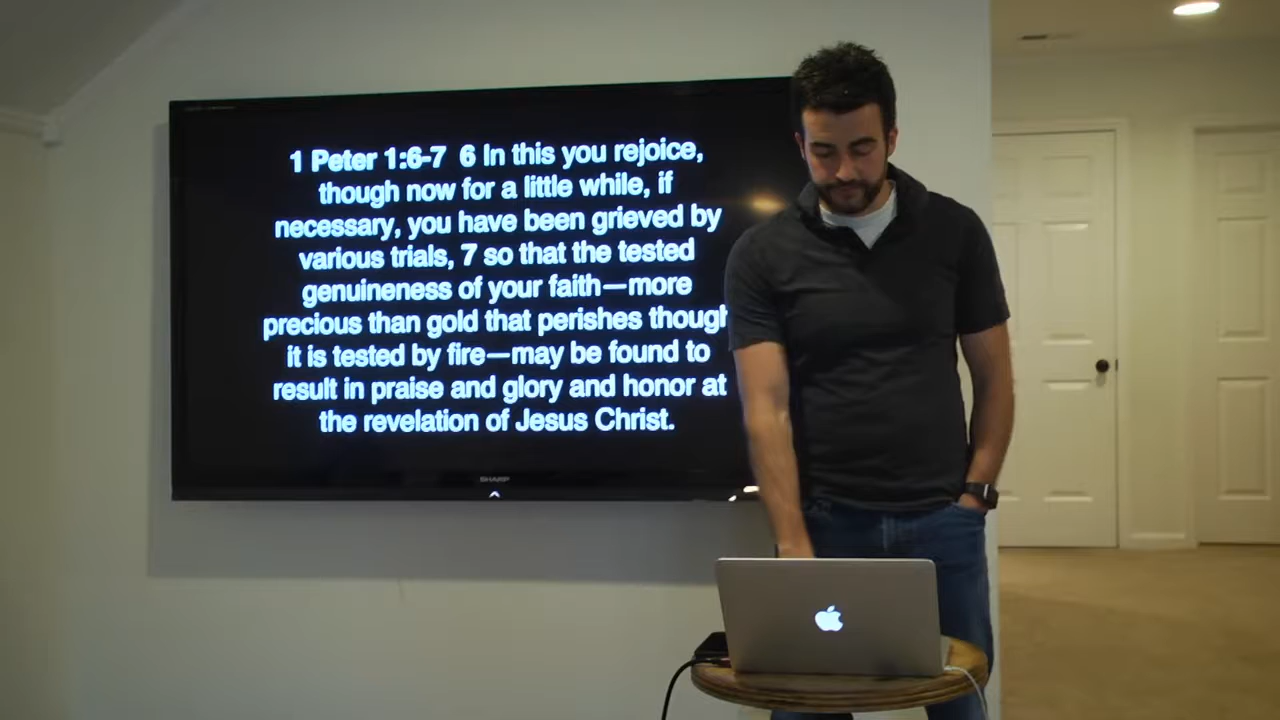 1 Peter 1:6-7 6 In this you rejoice,
though now for a little while, if
necessary, you have been grieved by
various trials, 7 so that the tested
genuineness of your faith—more
precious than gold that perishes though
it is tested by fire—may be found to
result in praise and glory and honor at
the revelation of Jesus Christ.
SHARP